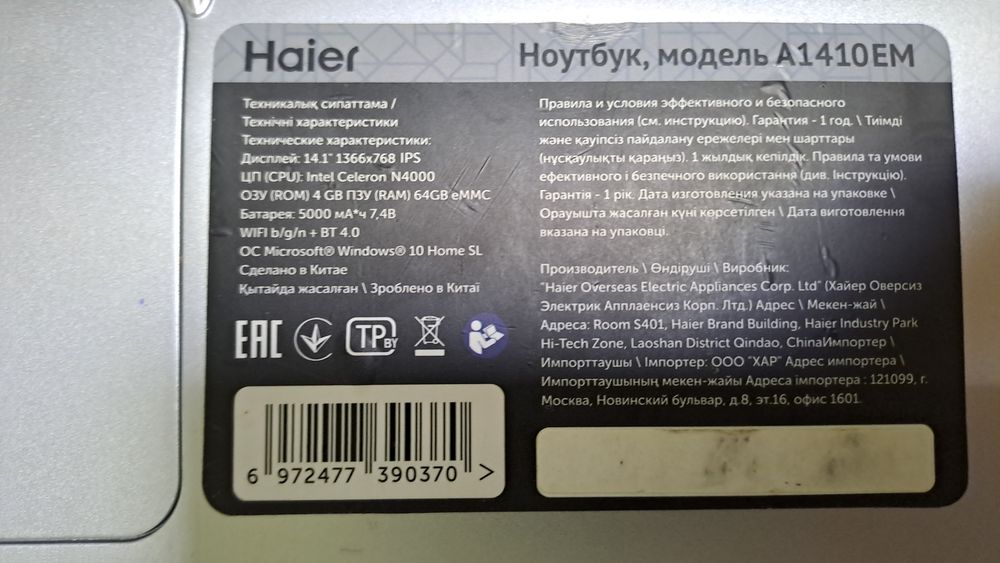 Haier
Ноутбук, модель A1410EM
Техникалық сипаттама /
Технічні характеристики
Технические характеристики:
Дисплей: 14.1" 1366x768 IPS
ЦП (CPU): Intel Celeron N4000
ОЗУ (ROM) 4 GB ПЗУ (RAM) 64GB eMMC
Батарея: 5000 мА*ч 7,4В
WIFI b/g/n + BT 4.0
ОС Microsoft® Windows® 10 Home SL
Сделано в Китае
Қытайда жасалған \ Зроблено в Китаї
EAC
TP BY
6 972477 390370 >
Правила и условия эффективного и безопасного
использования (см. инструкцию). Гарантия - 1 год. \ Тиімді
және қауіпсіз пайдалану ережелері мен шарттары
(нұсқаулықты қараңыз). 1 жылдық кепілдік. Правила та умови
ефективного і безпечного використання (див. Інструкцію).
Гарантія - 1 рік. Дата изготовления указана на упаковке \
Орауышта жасалған күні көрсетілген \ Дата виготовлення
вказана на упаковці.
Производитель \ Өндіруші \ Виробник:
"Haier Overseas Electric Appliances Corp. Ltd" (Хайер Оверсиз
Электрик Апплаенсиз Корп. Лтд.) Адрес \ Мекен-жай \
Адреса: Room S401, Haier Brand Building, Haier Industry Park
Hi-Tech Zone, Laoshan District Qindao, ChinaИмпортер \
Импорттаушы \ Імпортер: ООО "ХАР" Адрес импортера \
Импорттаушының мекен-жайы Адреса імпортера : 121099, г.
Москва, Новинский бульвар, д.8, эт.16, офис 1601.